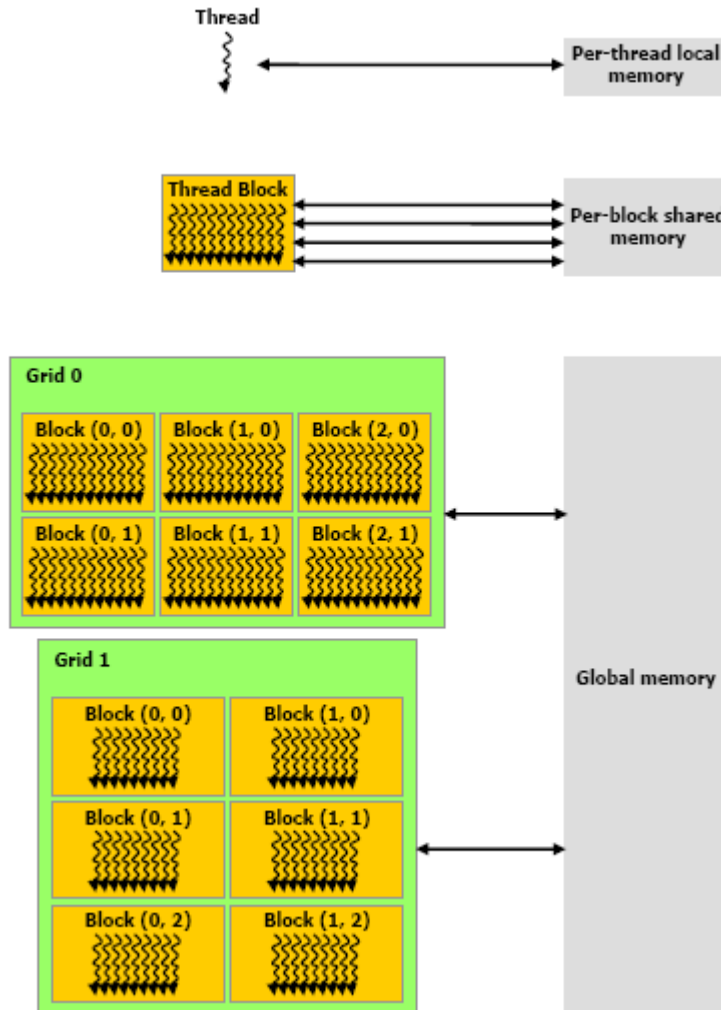 Thread
Per-thread local
memory
Thread Block
Per-block shared
memory
Grid 0
Block (0, 0) Block (1, 0) Block (2, 0)
Block (0, 1) Block (1, 1) Block (2, 1)
Grid 1
Global memory
Block (0, 0) Block (1, 0)
Block (0, 1) Block (1, 1)
Block (0, 2) Block (1, 2)